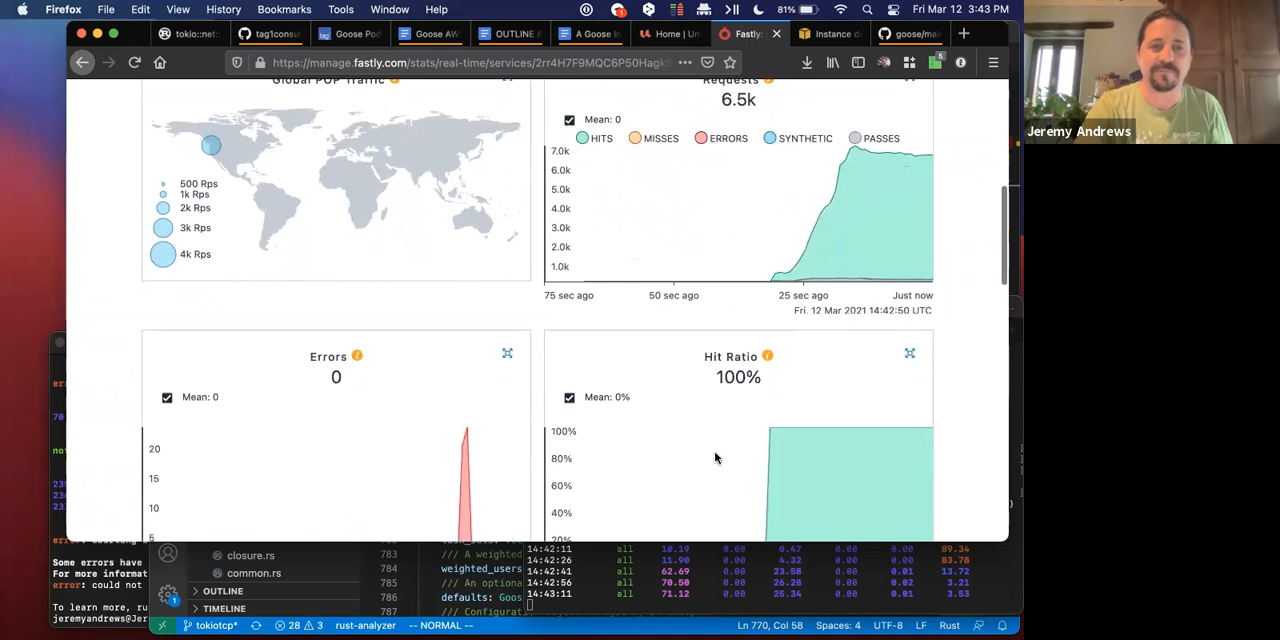 Firefox File Edit View History Bookmarks Tools Window Help 1 81% Fri Mar 12 3:43 PM
tokio::net:: tag1consul Goose Pod Goose AW OUTLINE & A Goose In Home | Un Fastly: Instance d goose/mai
https://manage.fastly.com/stats/real-time/services/2rr4H7F9MQC6P50Hagk
Jeremy Andrews
Global POP Traffic
500 Rps
1k Rps
2k Rps
3k Rps
4k Rps
Requests
6.5k
Mean: 0
HITS MISSES ERRORS SYNTHETIC PASSES
7.0k
6.0k
5.0k
4.0k
3.0k
2.0k
1.0k
75 sec ago 50 sec ago 25 sec ago Just now
Fri, 12 Mar 2021 14:42:50 UTC
Errors
0
Mean: 0
20
15
10
5
Hit Ratio
100%
Mean: 0%
100%
80%
60%
40%
20%
Some errors have
For more informat
error: could not
To learn more, ru
jeremyandrews@Jer
closure.rs
common.rs
OUTLINE
TIMELINE
783 /// A weighted
784 weighted_users
785 /// An optiona
786 defaults: Goos
787 /// Configurat
14:42:11 all 10.19 0.00 0.47 0.00 0.00 89.34
14:42:26 all 11.90 0.00 4.32 0.00 0.00 83.78
14:42:41 all 62.69 0.00 23.58 0.00 0.01 13.72
14:42:56 all 70.50 0.00 26.28 0.00 0.02 3.21
14:43:11 all 71.12 0.00 25.34 0.00 0.01 3.53
tokiotcp* 28 3 rust-analyzer -- NORMAL -- Ln 770, Col 58 Spaces: 4 UTF-8 LF Rust